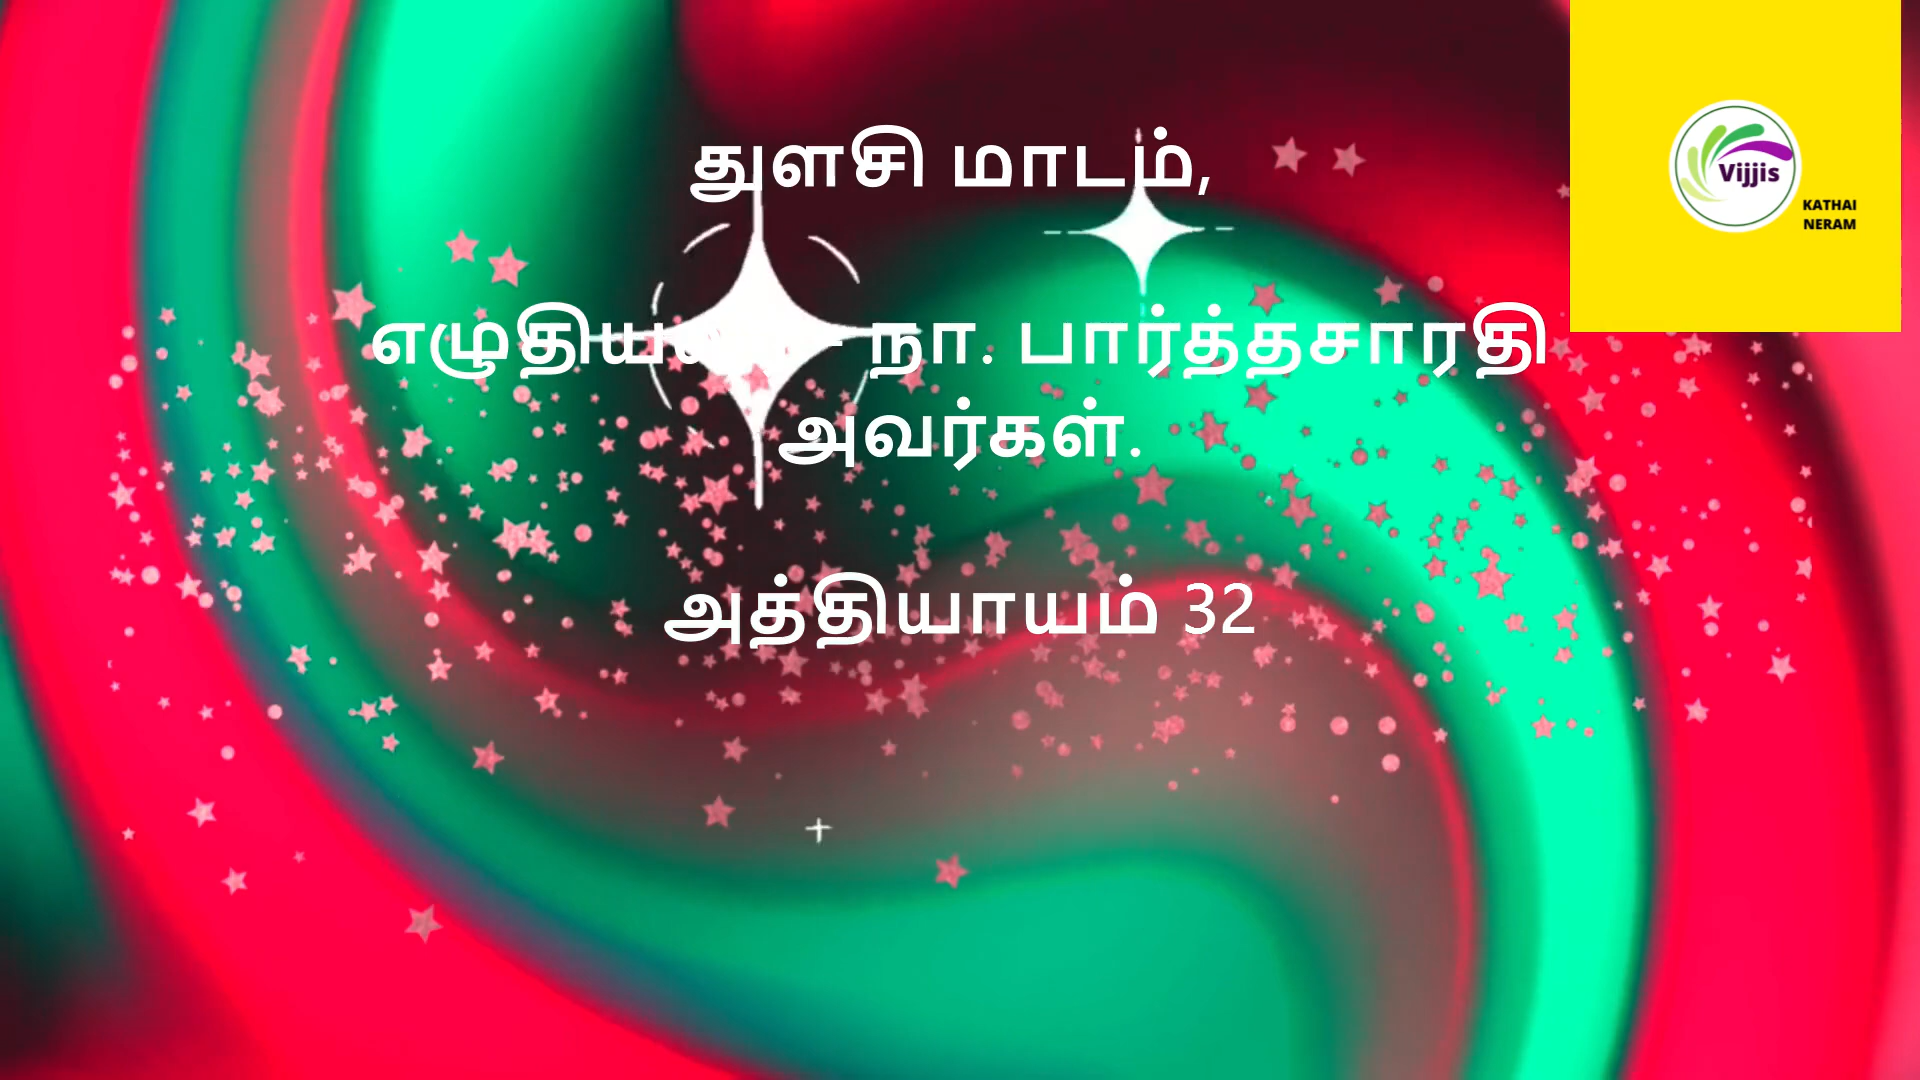 துளசி மாடம்,
Vijjis
KATHAI
NERAM
- நா. பார்த்தசாரதி
அவர்கள்.
அத்தியாயம் 32